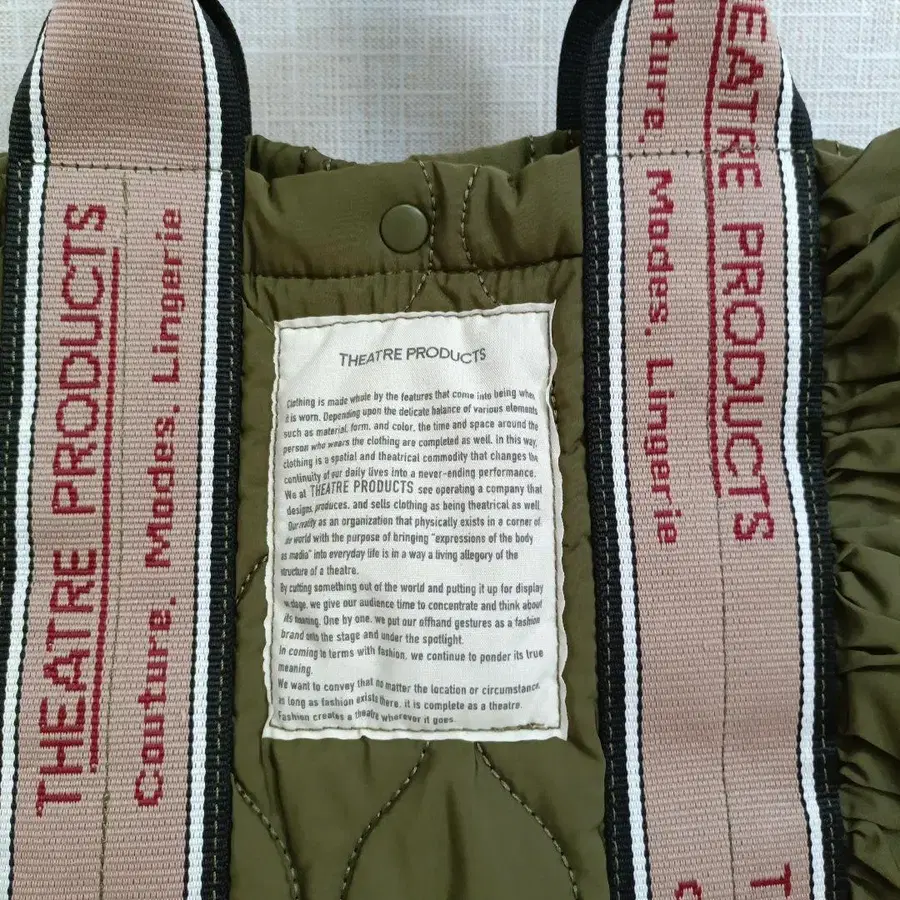 THEATRE PRODUCTS
Couture, Modes, Lingerie
THEATRE PRODUCTS
Clothing is made whole by the features that come into being when
it is worn. Depending upon the delicate balance of various elements
such as material, form, and color, the time and space around the
person who wears the clothing are completed as well. In this way,
clothing is a spatial and theatrical commodity that changes the
continuity of our daily lives into a never-ending performance.
We at THEATRE PRODUCTS see operating a company that
designs, produces, and sells clothing as being theatrical as well.
Our reality as an organization that physically exists in a corner of
the world with the purpose of bringing "expressions of the body
as media" into everyday life is in a way a living allegory of the
structure of a theatre.
By cutting something out of the world and putting it up for display
on stage, we give our audience time to concentrate and think about
its meaning. One by one, we put our offhand gestures as a fashion
brand onto the stage and under the spotlight.
In coming to terms with fashion, we continue to ponder its true
meaning.
We want to convey that no matter the location or circumstance,
as long as fashion exists there, it is complete as a theatre.
Fashion creates a theatre wherever it goes.
EATRE PRODUCTS
outure, Modes, Lingerie
T